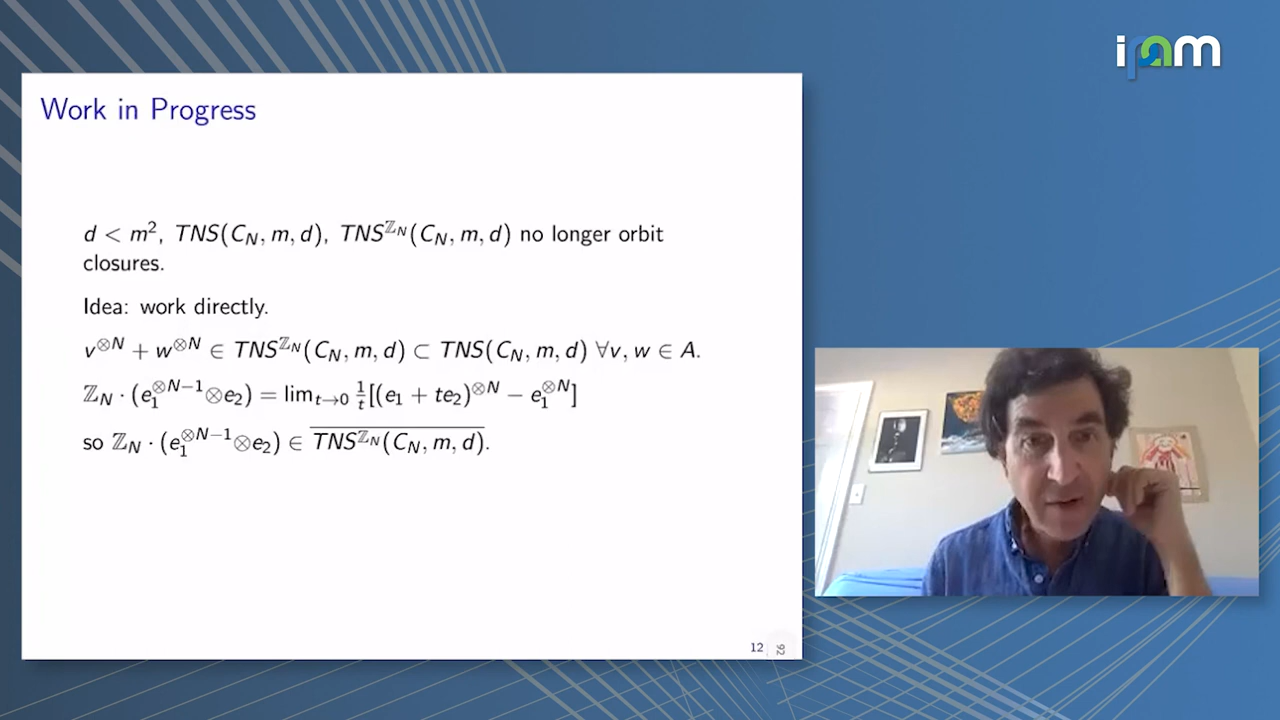 ipam
Work in Progress
d < m², TNS(C_N, m, d), TNS^{ℤ_N}(C_N, m, d) no longer orbit
closures.
Idea: work directly.
v^{⊗N} + w^{⊗N} ∈ TNS^{ℤ_N}(C_N, m, d) ⊂ TNS(C_N, m, d) ∀v, w ∈ A.
ℤ_N · (e_1^{⊗N−1}⊗e_2) = lim_{t→0} \frac{1}{t}[(e_1 + te_2)^{⊗N} − e_1^{⊗N}]
so ℤ_N · (e_1^{⊗N−1}⊗e_2) ∈ \overline{TNS^{ℤ_N}(C_N, m, d)}.
12
92